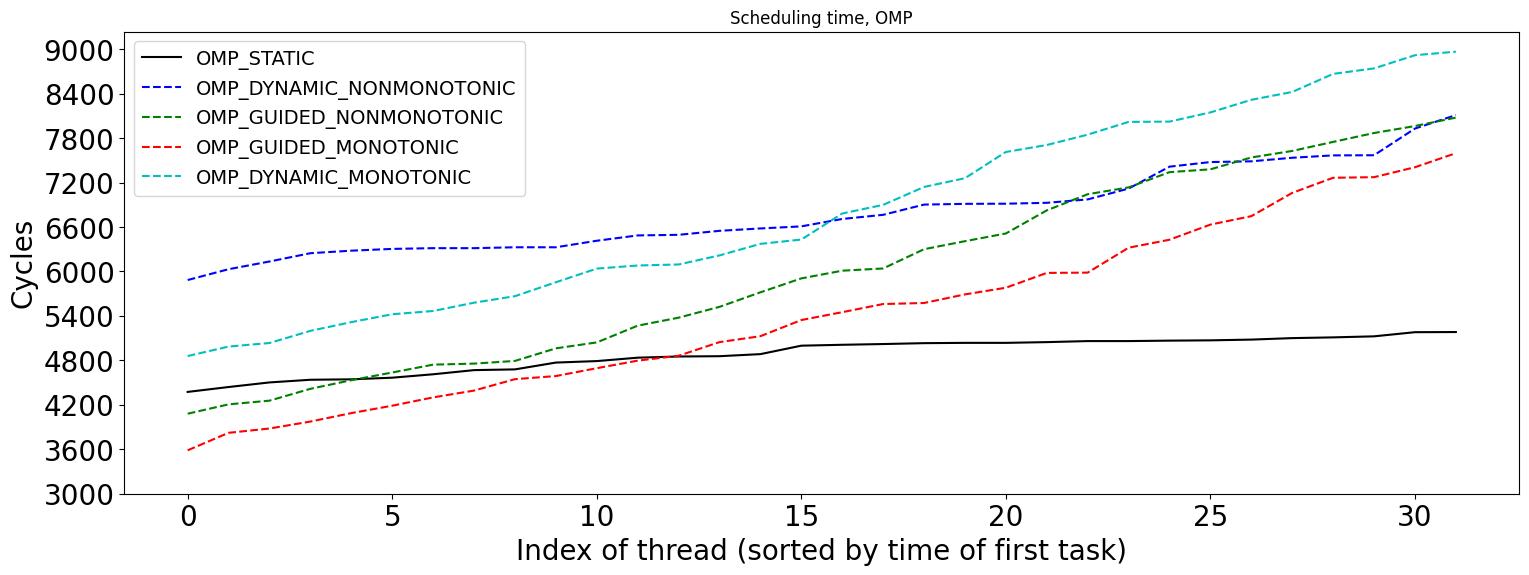 Scheduling time, OMP
OMP_STATIC
OMP_DYNAMIC_NONMONOTONIC
OMP_GUIDED_NONMONOTONIC
OMP_GUIDED_MONOTONIC
OMP_DYNAMIC_MONOTONIC
9000
8400
7800
7200
6600
6000
5400
4800
4200
3600
3000
Cycles
0 5 10 15 20 25 30
Index of thread (sorted by time of first task)